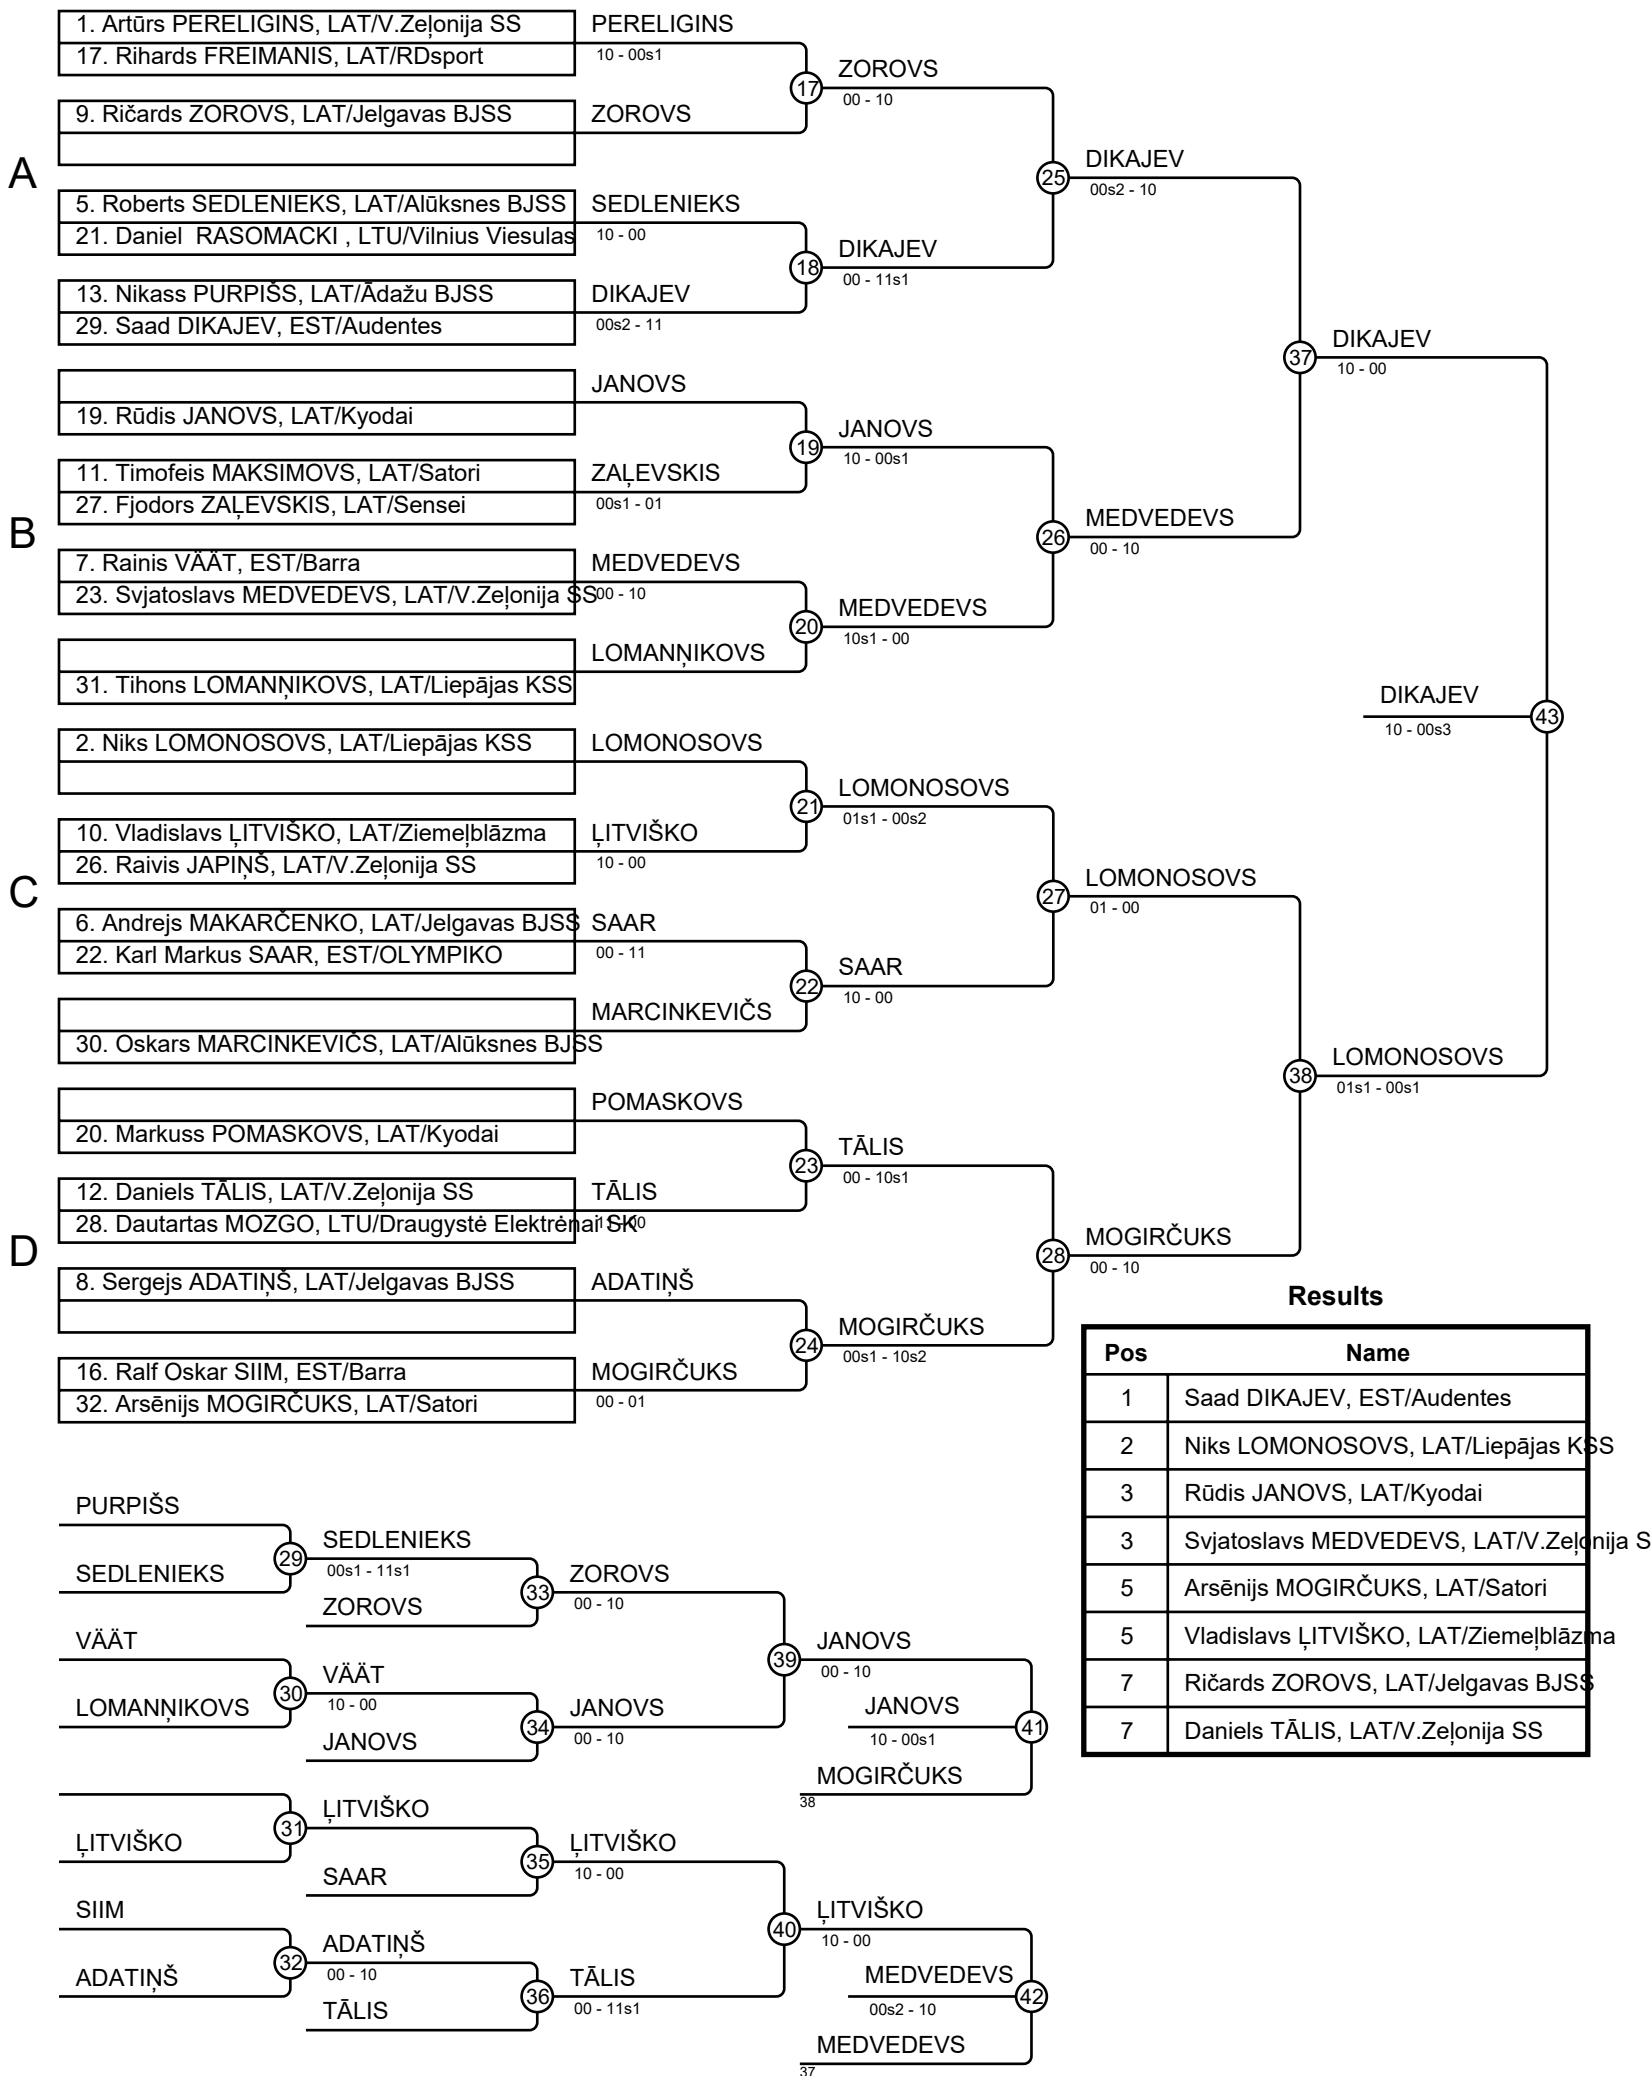 1. Artūrs PERELIGINS, LAT/V.Zeļonija SS
17. Rihards FREIMANIS, LAT/RDsport
PERELIGINS
10 - 00s1
9. Ričards ZOROVS, LAT/Jelgavas BJSS
ZOROVS
17
ZOROVS
00 - 10
A
5. Roberts SEDLENIEKS, LAT/Alūksnes BJSS
21. Daniel  RASOMACKI , LTU/Vilnius Viesulas
SEDLENIEKS
10 - 00
13. Nikass PURPIŠS, LAT/Ādažu BJSS
29. Saad DIKAJEV, EST/Audentes
DIKAJEV
00s2 - 11
18
DIKAJEV
00 - 11s1
25
DIKAJEV
00s2 - 10
19. Rūdis JANOVS, LAT/Kyodai
JANOVS
11. Timofeis MAKSIMOVS, LAT/Satori
27. Fjodors ZAĻEVSKIS, LAT/Sensei
ZAĻEVSKIS
00s1 - 01
19
JANOVS
10 - 00s1
B
7. Rainis VÄÄT, EST/Barra
23. Svjatoslavs MEDVEDEVS, LAT/V.Zeļonija SS
MEDVEDEVS
00 - 10
31. Tihons LOMANŅIKOVS, LAT/Liepājas KSS
LOMANŅIKOVS
20
MEDVEDEVS
10s1 - 00
26
MEDVEDEVS
00 - 10
37
DIKAJEV
10 - 00
2. Niks LOMONOSOVS, LAT/Liepājas KSS
LOMONOSOVS
10. Vladislavs ĻITVIŠKO, LAT/Ziemeļblāzma
26. Raivis JAPIŅŠ, LAT/V.Zeļonija SS
ĻITVIŠKO
10 - 00
21
LOMONOSOVS
01s1 - 00s2
C
6. Andrejs MAKARČENKO, LAT/Jelgavas BJSS
22. Karl Markus SAAR, EST/OLYMPIKO
SAAR
00 - 11
30. Oskars MARCINKEVIČS, LAT/Alūksnes BJSS
MARCINKEVIČS
22
SAAR
10 - 00
27
LOMONOSOVS
01 - 00
20. Markuss POMASKOVS, LAT/Kyodai
POMASKOVS
12. Daniels TĀLIS, LAT/V.Zeļonija SS
28. Dautartas MOZGO, LTU/Draugystė Elektrėnai SK
TĀLIS
11 - 00
23
TĀLIS
00 - 10s1
D
8. Sergejs ADATIŅŠ, LAT/Jelgavas BJSS
ADATIŅŠ
16. Ralf Oskar SIIM, EST/Barra
32. Arsēnijs MOGIRČUKS, LAT/Satori
MOGIRČUKS
00 - 01
24
MOGIRČUKS
00s1 - 10s2
28
MOGIRČUKS
00 - 10
38
LOMONOSOVS
01s1 - 00s1
DIKAJEV
43
10 - 00s3
Results
Pos Name
1 Saad DIKAJEV, EST/Audentes
2 Niks LOMONOSOVS, LAT/Liepājas KSS
3 Rūdis JANOVS, LAT/Kyodai
3 Svjatoslavs MEDVEDEVS, LAT/V.Zeļonija S
5 Arsēnijs MOGIRČUKS, LAT/Satori
5 Vladislavs ĻITVIŠKO, LAT/Ziemeļblāzma
7 Ričards ZOROVS, LAT/Jelgavas BJSS
7 Daniels TĀLIS, LAT/V.Zeļonija SS
PURPIŠS
SEDLENIEKS
29
SEDLENIEKS
00s1 - 11s1
ZOROVS
33
ZOROVS
00 - 10
VÄÄT
LOMANŅIKOVS
30
VÄÄT
10 - 00
JANOVS
34
JANOVS
00 - 10
39
JANOVS
00 - 10
JANOVS
41
10 - 00s1
MOGIRČUKS
38
ĻITVIŠKO
31
ĻITVIŠKO
SAAR
35
ĻITVIŠKO
10 - 00
SIIM
ADATIŅŠ
32
ADATIŅŠ
00 - 10
TĀLIS
36
TĀLIS
00 - 11s1
40
ĻITVIŠKO
10 - 00
MEDVEDEVS
42
00s2 - 10
MEDVEDEVS
37